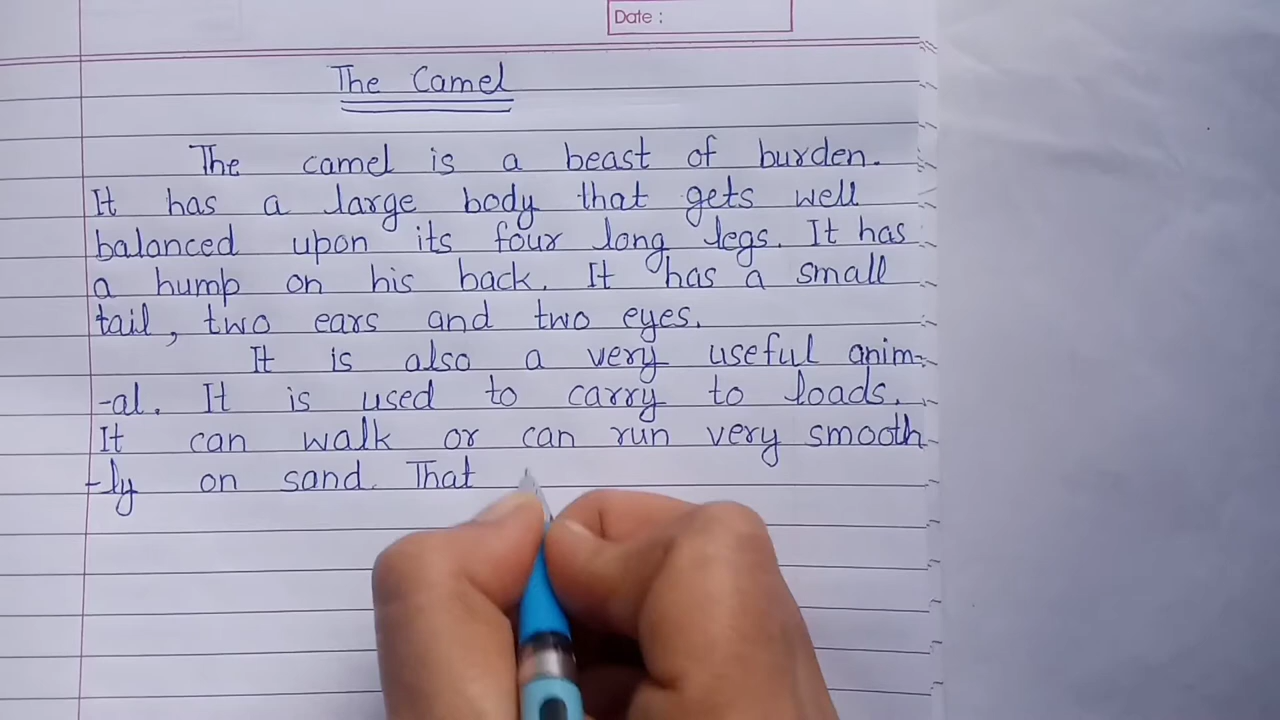 Date :
The Camel
The camel is a beast of burden.
It has a large body that gets well
balanced upon its four long legs. It has
a hump on his back. It has a small
tail, two ears and two eyes.
It is also a very useful anim-
-al. It is used to carry to loads.
It can walk or can run very smooth
-ly on sand. That